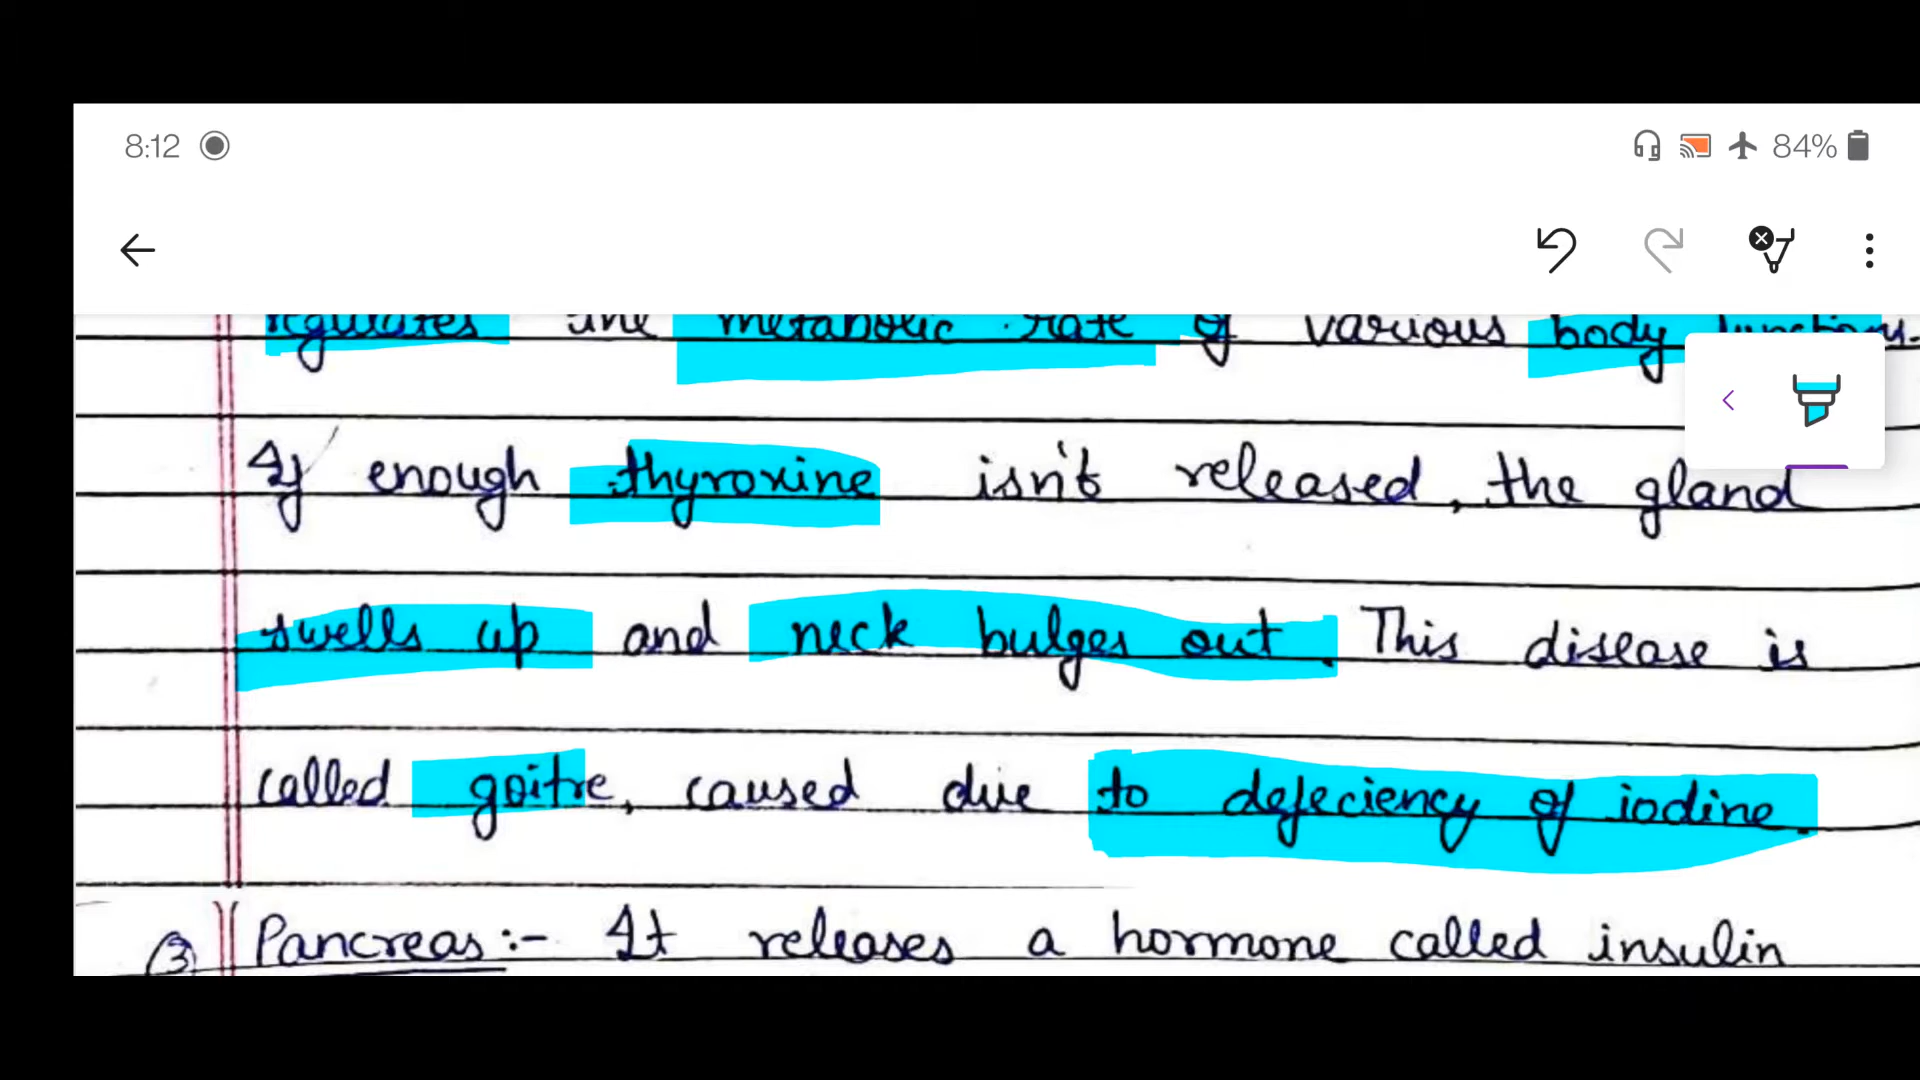 8:12 84%
regulates the metabolic rate of various body functions.
If enough thyroxine isn't released, the gland
swells up and neck bulges out. This disease is
called goitre, caused due to defeciency of iodine.
3. Pancreas :- It releases a hormone called insulin